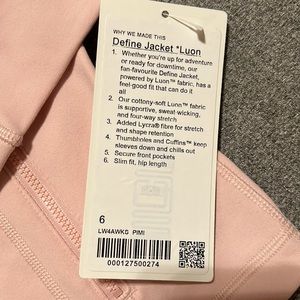 WHY WE MADE THIS
Define Jacket *Luon
1. Whether you're up for adventure
or ready for downtime, our
fan-favourite Define Jacket,
powered by Luon™ fabric, has a
feel-good fit that can do it
all
2. Our cottony-soft Luon™ fabric
is supportive, sweat-wicking,
and four-way stretch
3. Added Lycra® fibre for stretch
and shape retention
4. Thumbholes and Cuffins™ keep
sleeves down and chills out
5. Secure front pockets
6. Slim fit, hip length
6
LW4AWKS PIMI
000127500274